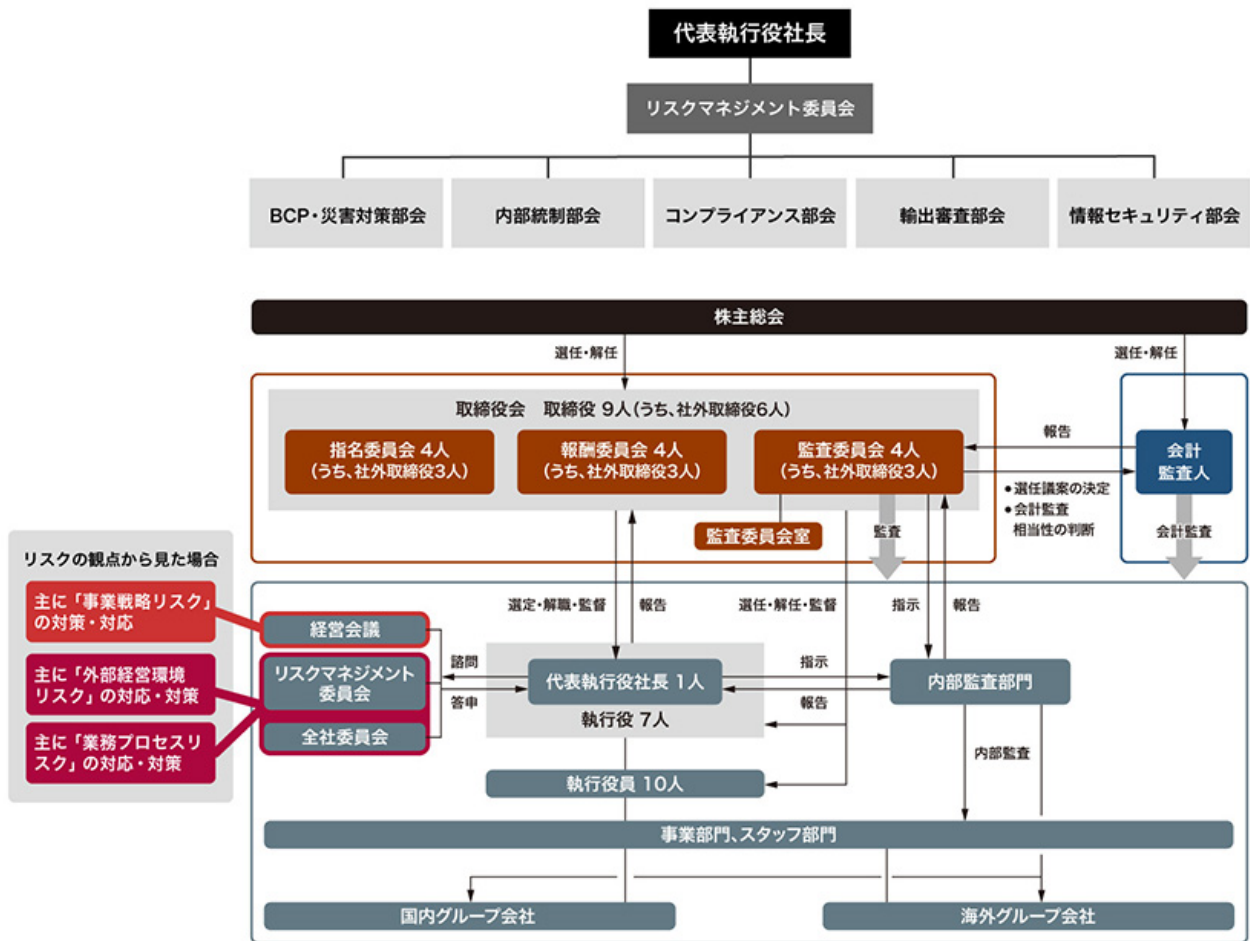 代表執行役社長
リスクマネジメント委員会
BCP・災害対策部会
内部統制部会
コンプライアンス部会
輸出審査部会
情報セキュリティ部会
株主総会
選任・解任
選任・解任
取締役会　取締役 9人(うち、社外取締役6人)
指名委員会 4人
(うち、社外取締役3人)
報酬委員会 4人
(うち、社外取締役3人)
監査委員会 4人
(うち、社外取締役3人)
報告
会計
監査人
●選任議案の決定
●会計監査
相当性の判断
監査委員会室
監査
会計監査
リスクの観点から見た場合
主に「事業戦略リスク」
の対策・対応
主に「外部経営環境
リスク」の対応・対策
主に「業務プロセスリ
スク」の対応・対策
選定・解職・監督
報告
選任・解任・監督
指示
報告
経営会議
リスクマネジメント
委員会
全社委員会
諮問
答申
代表執行役社長 1人
執行役 7人
指示
報告
内部監査部門
内部監査
執行役員 10人
事業部門、スタッフ部門
国内グループ会社
海外グループ会社